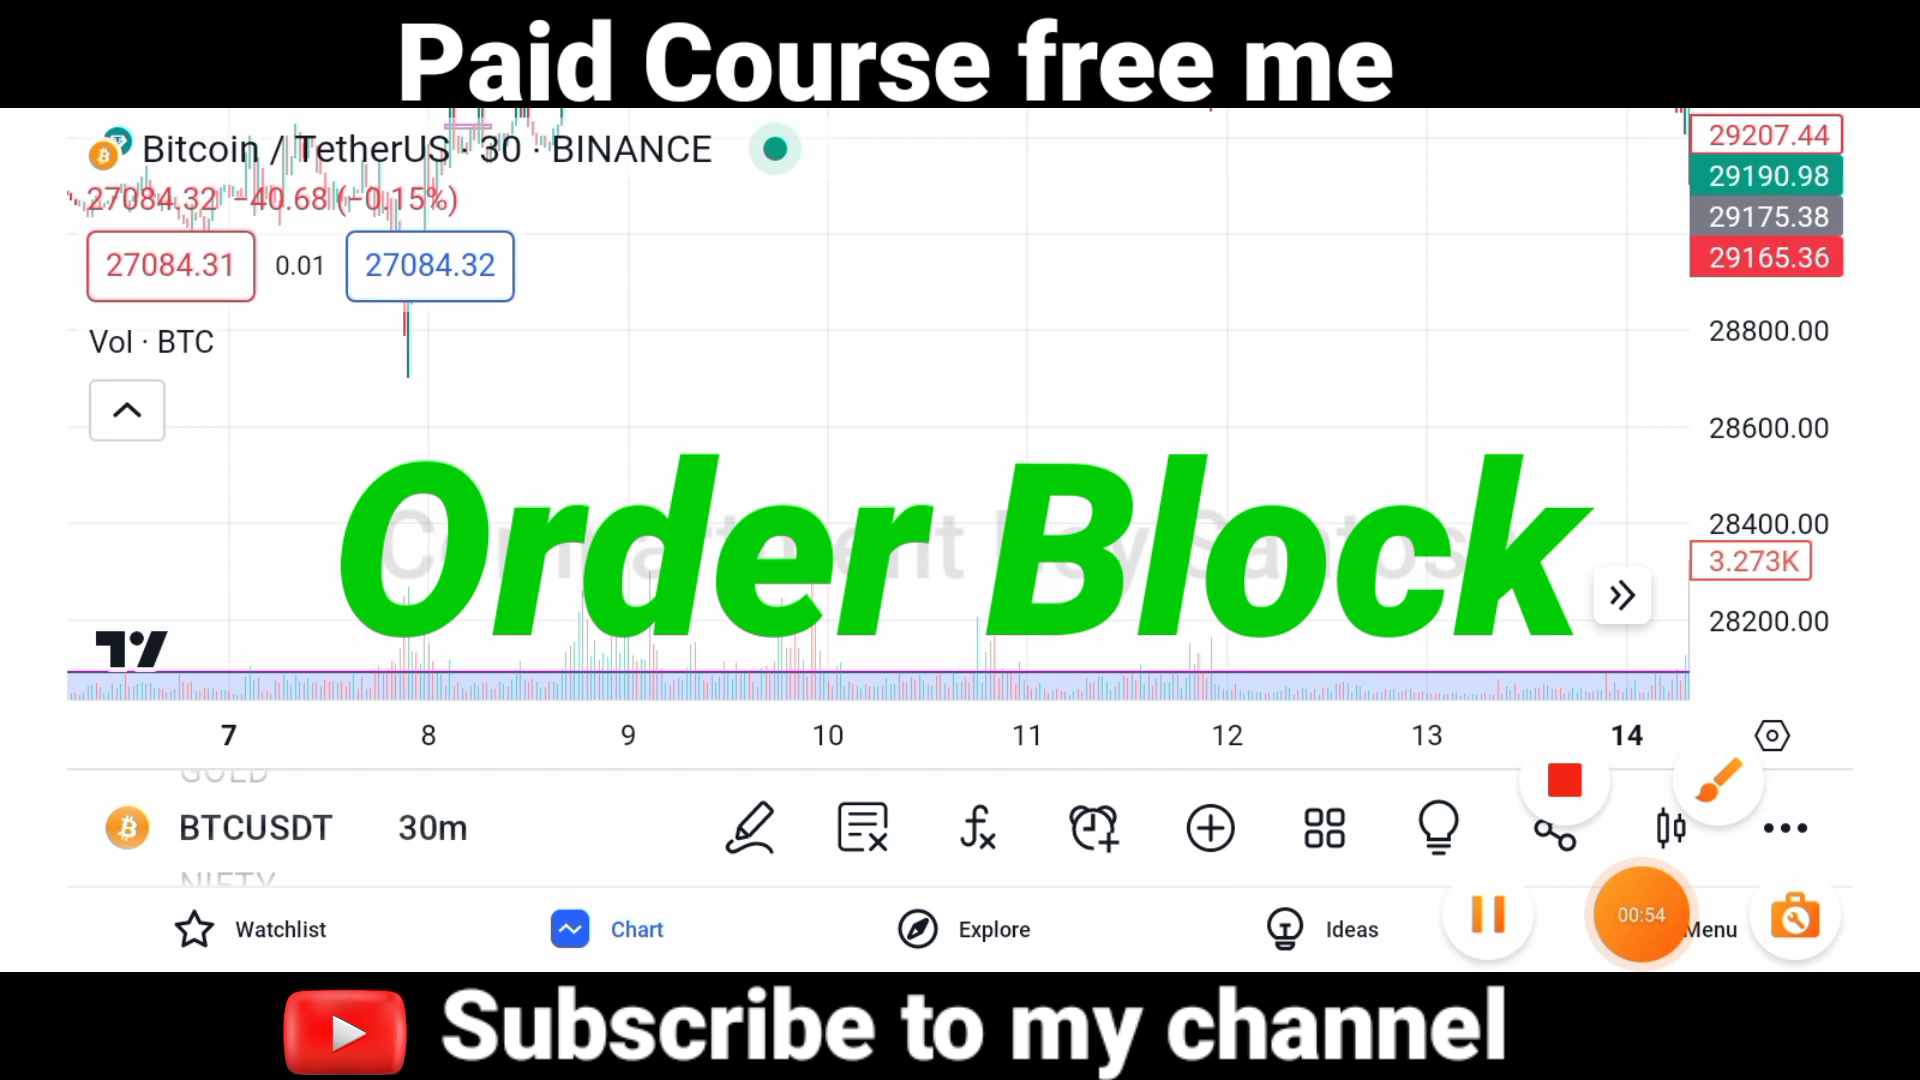 Paid Course free me
Bitcoin / TetherUS · 30 · BINANCE
27084.32 −40.68 (−0.15%)
27084.31 0.01 27084.32
Vol · BTC
29207.44
29190.98
29175.38
29165.36
28800.00
28600.00
28400.00
3.273K
28200.00
Order Block
7 8 9 10 11 12 13 14
GOLD
BTCUSDT 30m
NIFTY
Watchlist Chart Explore Ideas Menu
00:54
Subscribe to my channel